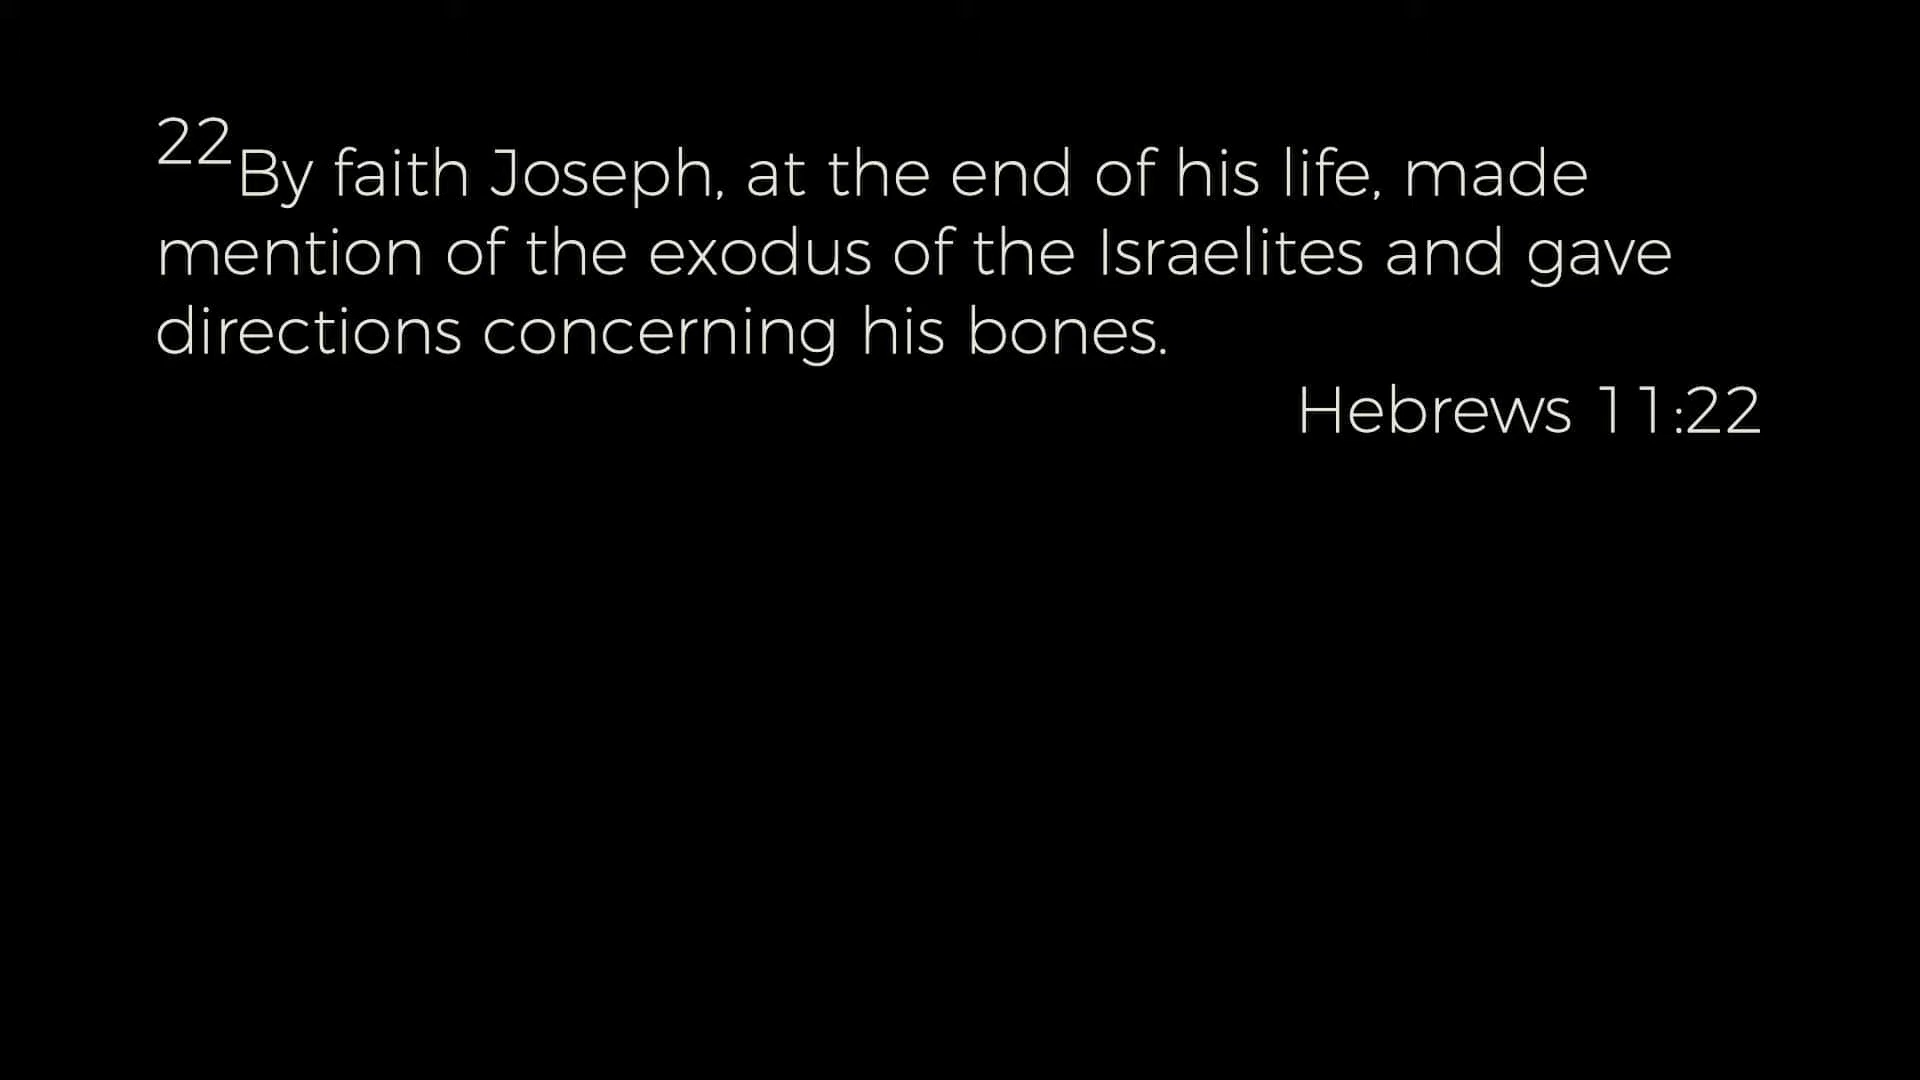 22By faith Joseph, at the end of his life, made
mention of the exodus of the Israelites and gave
directions concerning his bones.
Hebrews 11:22